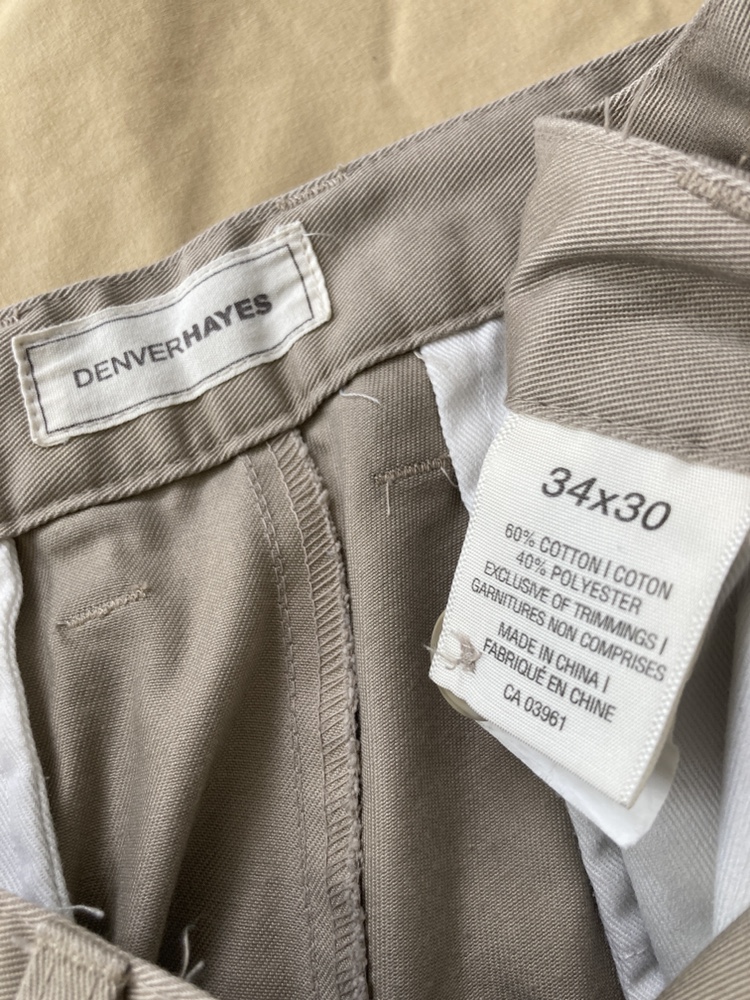 DENVERHAYES
34x30
60% COTTON | COTON
40% POLYESTER
EXCLUSIVE OF TRIMMINGS |
GARNITURES NON COMPRISES
MADE IN CHINA |
FABRIQUÉ EN CHINE
CA 03961